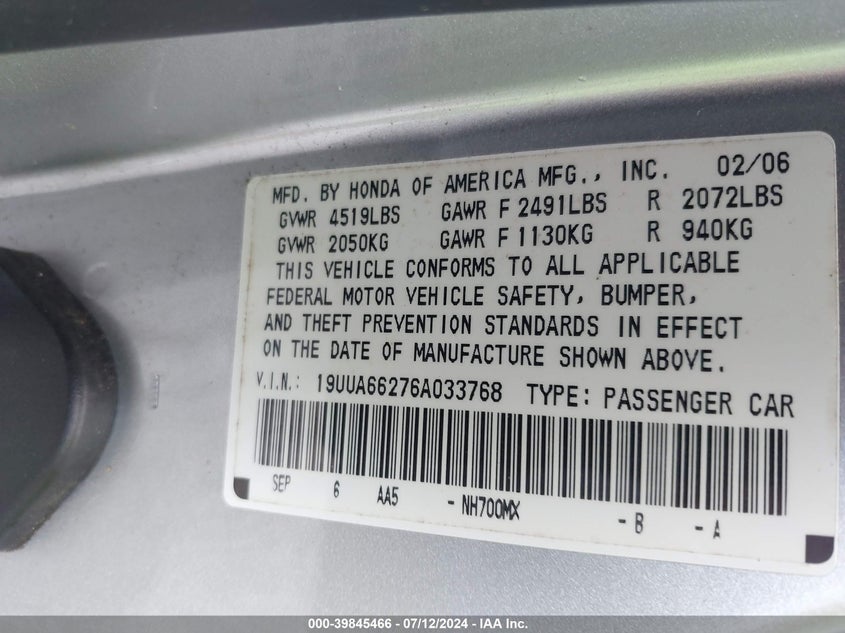 MFD. BY HONDA OF AMERICA MFG., INC. 02/06
GVWR 4519LBS GAWR F 2491LBS R 2072LBS
GVWR 2050KG GAWR F 1130KG R 940KG
THIS VEHICLE CONFORMS TO ALL APPLICABLE
FEDERAL MOTOR VEHICLE SAFETY, BUMPER,
AND THEFT PREVENTION STANDARDS IN EFFECT
ON THE DATE OF MANUFACTURE SHOWN ABOVE.
V.I.N.: 19UUA66276A033768 TYPE: PASSENGER CAR
SEP 6 AA5 -NH700MX -B -A
000-39845466 - 07/12/2024 - IAA Inc.